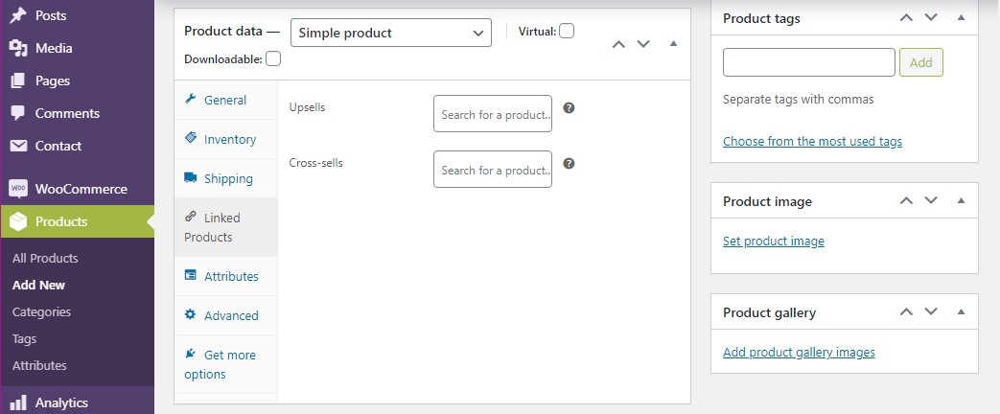 Posts
Media
Pages
Comments
Contact
WOO
WooCommerce
Products
All Products
Add New
Categories
Tags
Attributes
Analytics
Product data —
Simple product
Virtual:
Downloadable:
General
Inventory
Shipping
Linked
Products
Attributes
Advanced
Get more
options
Upsells
Search for a product..
?
Cross-sells
Search for a product..
?
Product tags
Add
Separate tags with commas
Choose from the most used tags
Product image
Set product image
Product gallery
Add product gallery images